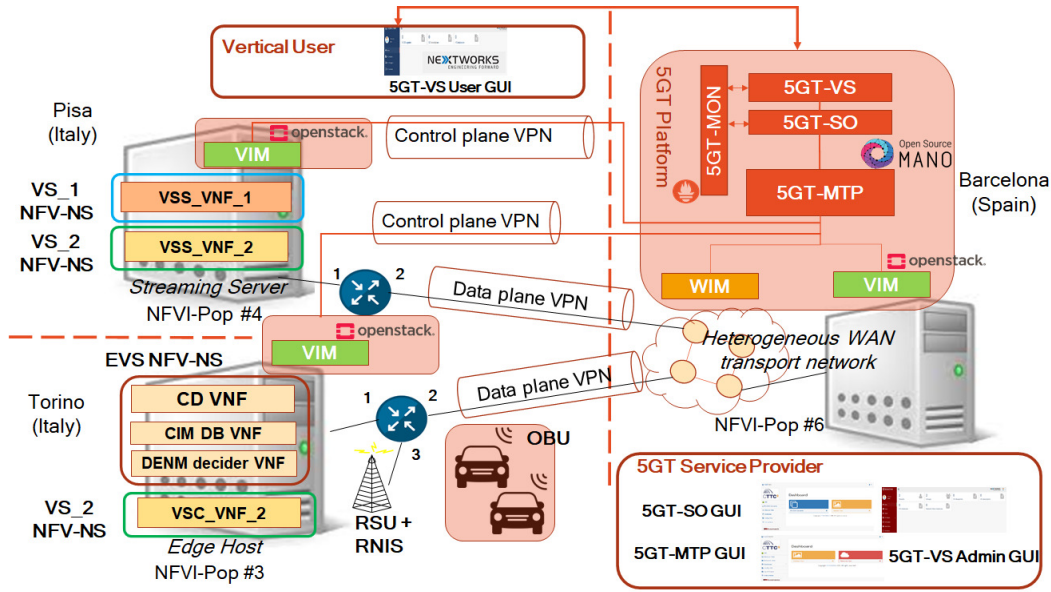 Vertical User
NEXTWORKS
ENGINEERING FORWARD
5GT-VS User GUI
5GT Platform
5GT-MON
5GT-VS
5GT-SO
Open Source
MANO
5GT-MTP
Barcelona
(Spain)
WIM
openstack.
VIM
Pisa
(Italy)
openstack.
VIM
Control plane VPN
VS_1
NFV-NS
VSS_VNF_1
VS_2
NFV-NS
VSS_VNF_2
Control plane VPN
Streaming Server
NFVI-Pop #4
1
2
Data plane VPN
openstack.
VIM
Heterogeneous WAN
transport network
NFVI-Pop #6
EVS NFV-NS
Torino
(Italy)
CD VNF
CIM DB VNF
DENM decider VNF
1
2
3
Data plane VPN
OBU
VS_2
NFV-NS
VSC_VNF_2
RSU +
RNIS
Edge Host
NFVI-Pop #3
5GT Service Provider
5GT-SO GUI
CTTC
Dashboard
5GT-MTP GUI
CTTC
5GT-VS Admin GUI